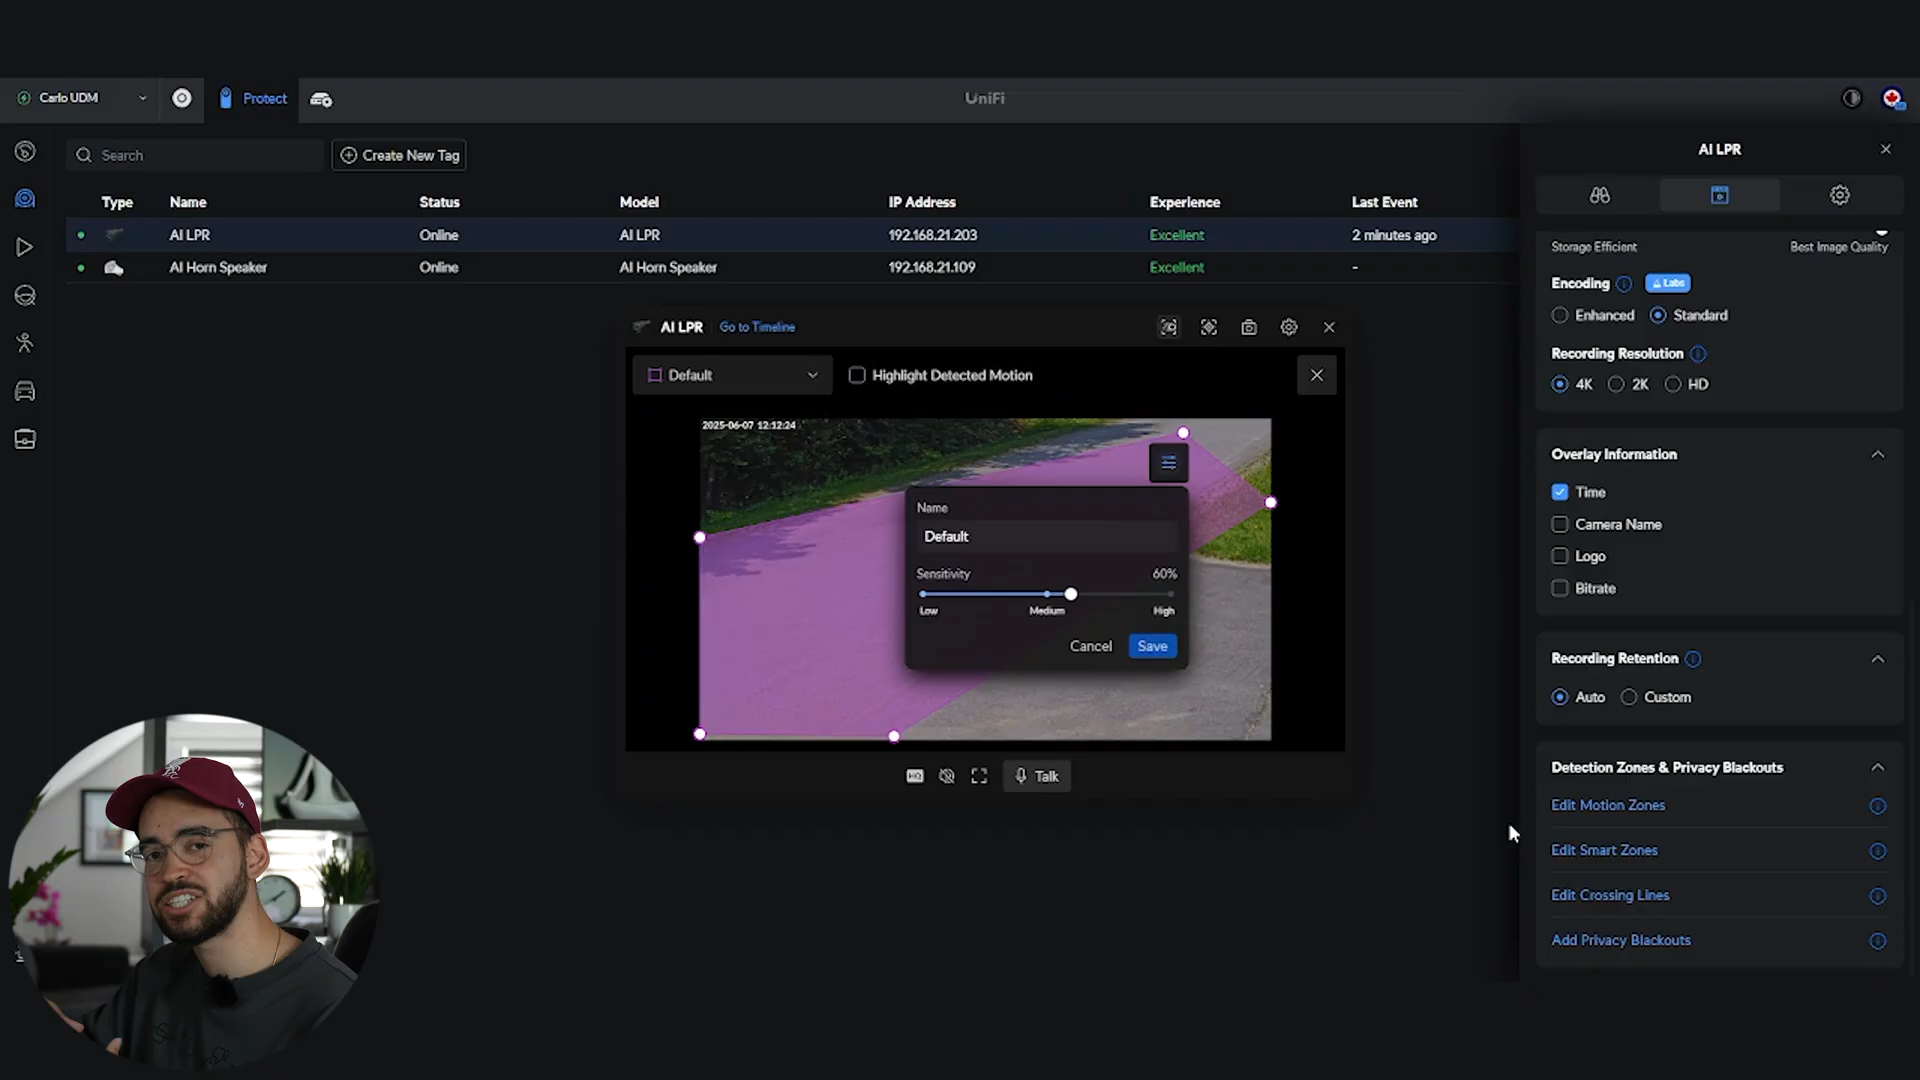 Carlo UDM
Protect
UniFi
Search
Create New Tag
Type Name Status Model IP Address Experience Last Event
AI LPR Online AI LPR 192.168.21.203 Excellent 2 minutes ago
AI Horn Speaker Online AI Horn Speaker 192.168.21.109 Excellent -
AI LPR Go to Timeline
Default
Highlight Detected Motion
2025-06-07 12:12:24
Name
Default
Sensitivity 60%
Low Medium High
Cancel Save
HQ
Talk
AI LPR
Storage Efficient Best Image Quality
Encoding Labs
Enhanced Standard
Recording Resolution
4K 2K HD
Overlay Information
Time
Camera Name
Logo
Bitrate
Recording Retention
Auto Custom
Detection Zones & Privacy Blackouts
Edit Motion Zones
Edit Smart Zones
Edit Crossing Lines
Add Privacy Blackouts